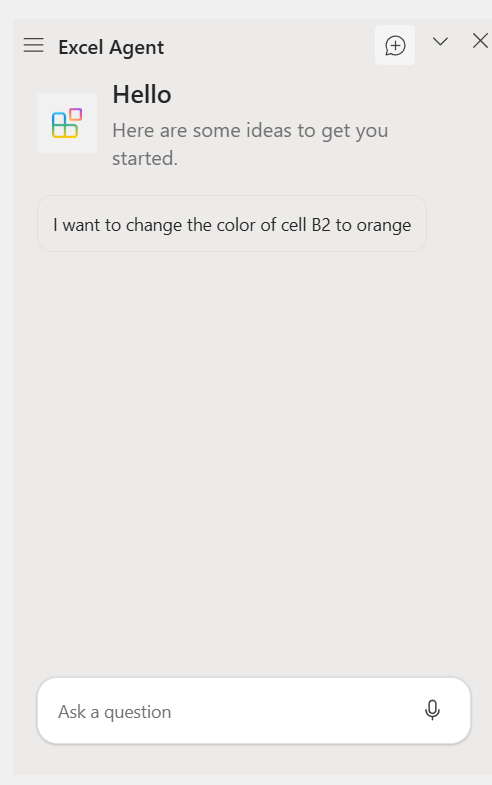 Excel Agent
Hello
Here are some ideas to get you
started.
I want to change the color of cell B2 to orange
Ask a question